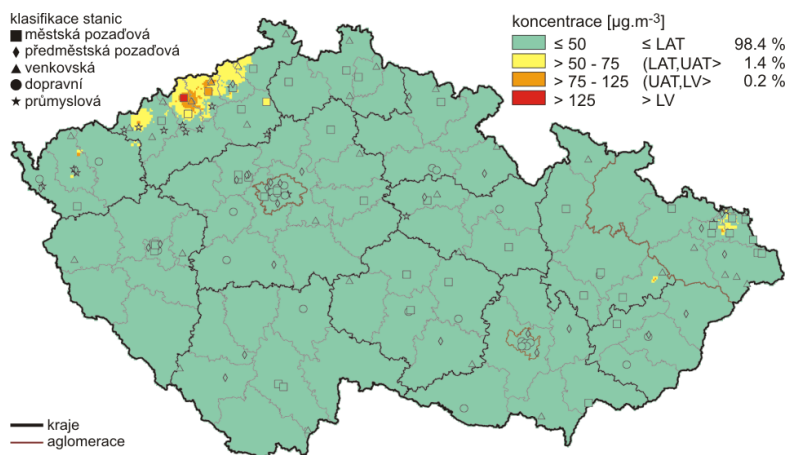 klasifikace stanic
městská pozaďová
předměstská pozaďová
venkovská
dopravní
průmyslová
koncentrace [µg.m⁻³]
≤ 50 ≤ LAT 98.4 %
> 50 - 75 (LAT,UAT> 1.4 %
> 75 - 125 (UAT,LV> 0.2 %
> 125 > LV
kraje
aglomerace